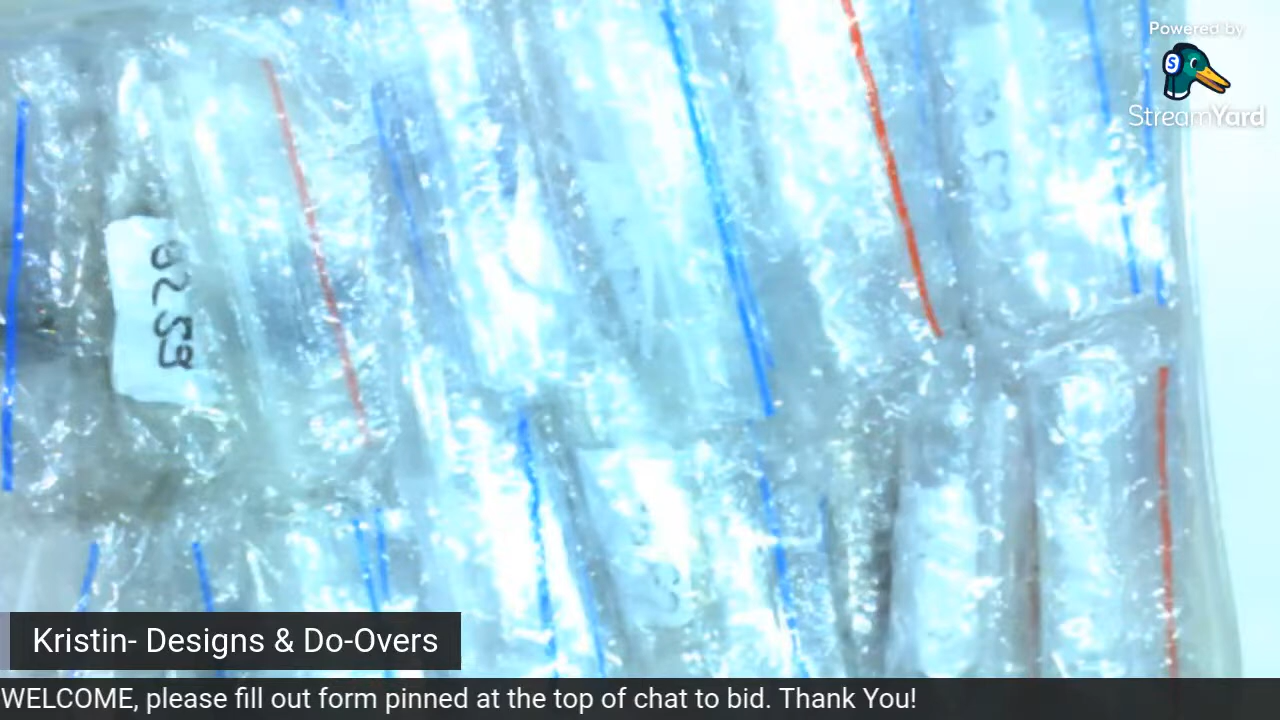 Powered by
StreamYard
8259
Kristin- Designs & Do-Overs
WELCOME, please fill out form pinned at the top of chat to bid. Thank You!